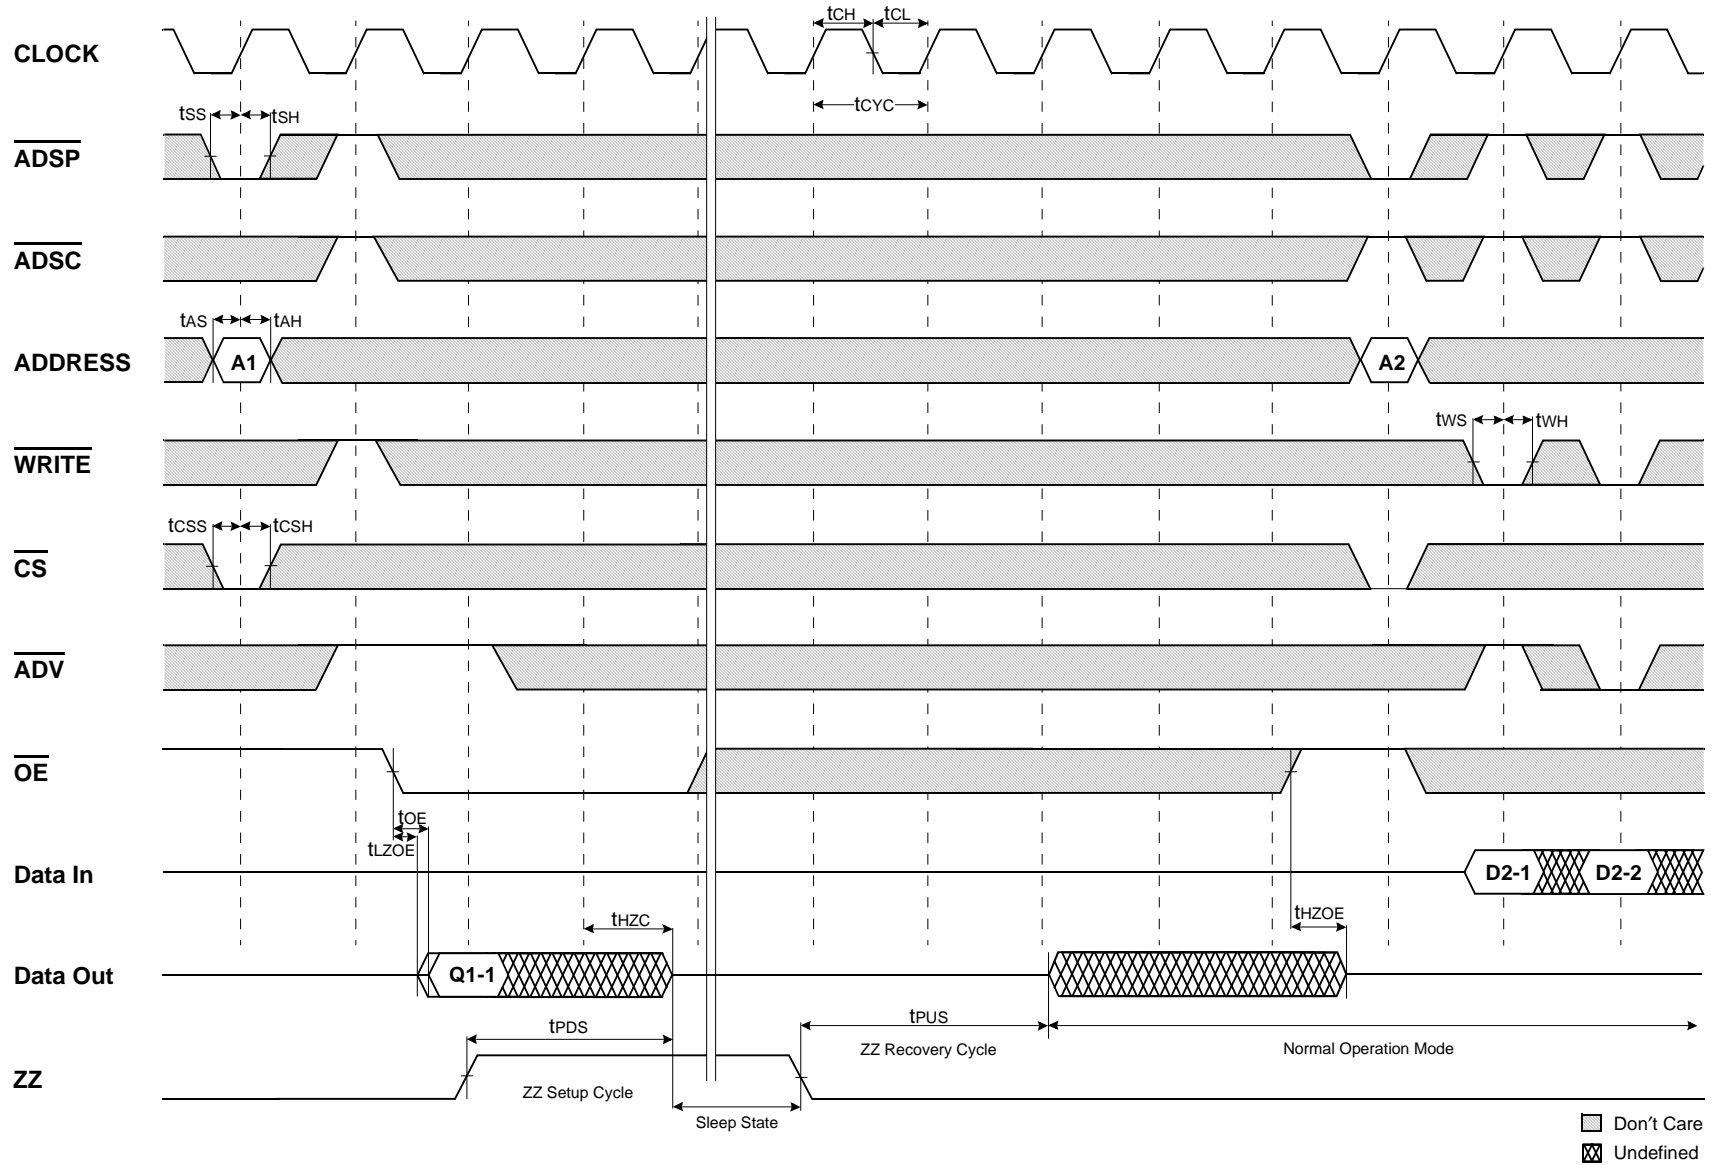 tCH tCL
CLOCK
tCYC
tSS tSH
ADSP
ADSC
tAS tAH
ADDRESS A1 A2
tWS tWH
WRITE
tCSS tCSH
CS
ADV
OE
tOE
tLZOE
Data In D2-1 D2-2
tHZC tHZOE
Data Out Q1-1
tPDS tPUS
ZZ Recovery Cycle Normal Operation Mode
ZZ ZZ Setup Cycle
Sleep State
Don′t Care
Undefined